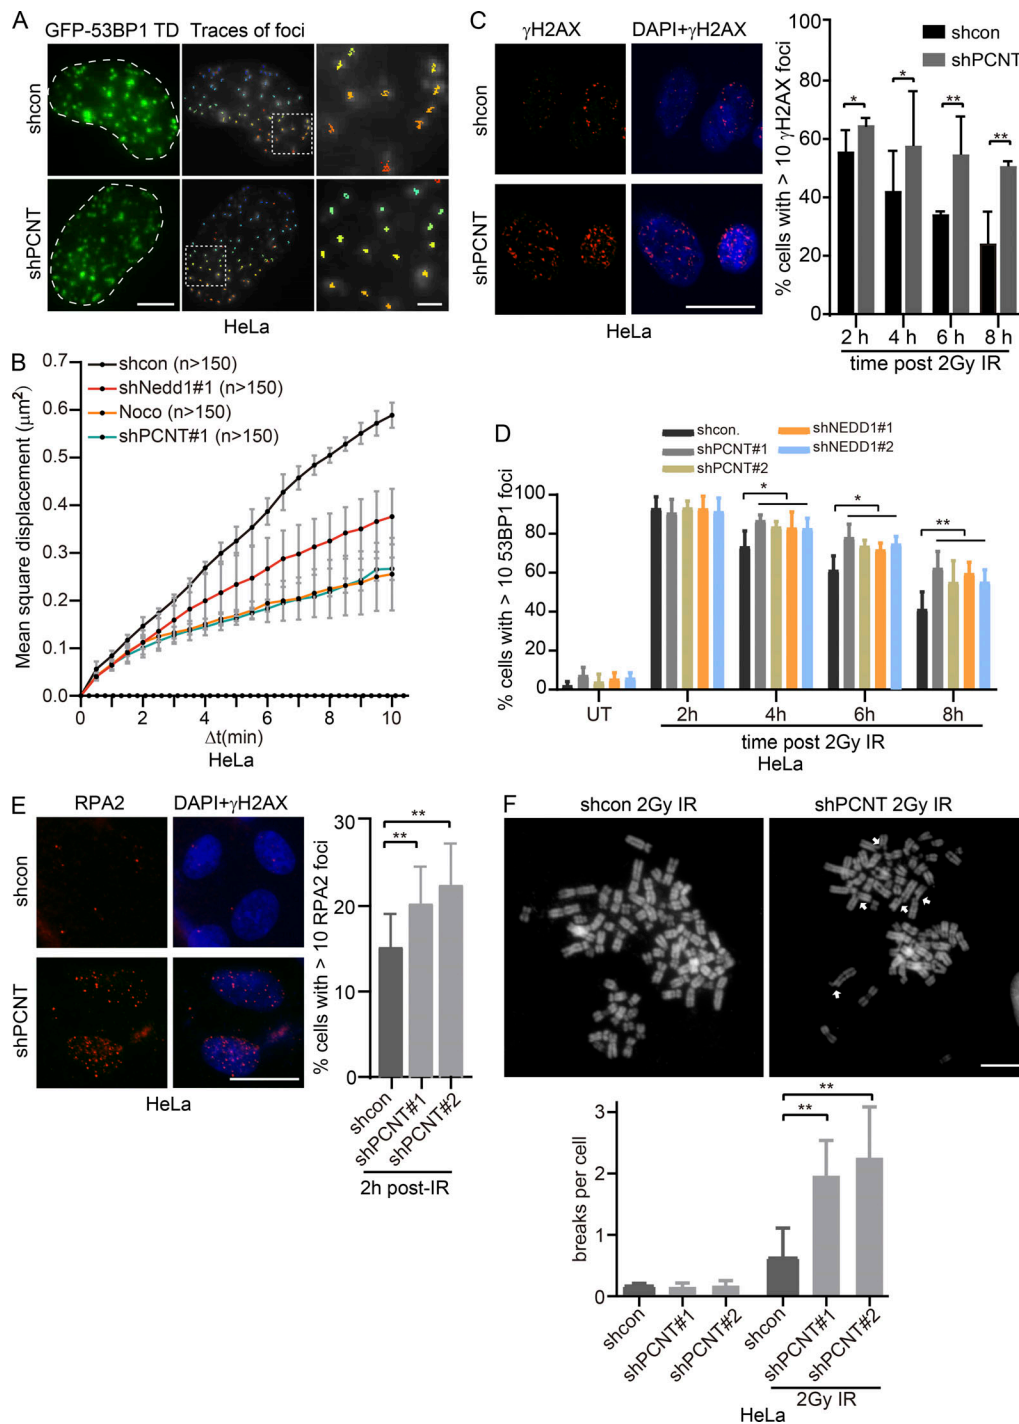 A
GFP-53BP1 TD Traces of foci
shcon
shPCNT
HeLa
B
Mean square displacement (μm²)
0.7
0.6
0.5
0.4
0.3
0.2
0.1
0.0
shcon (n>150)
shNedd1#1 (n>150)
Noco (n>150)
shPCNT#1 (n>150)
0 2 4 6 8 10
Δt(min)
HeLa
C
γH2AX DAPI+γH2AX
shcon
shPCNT
HeLa
% cells with > 10 γH2AX foci
100
80
60
40
20
0
shcon
shPCNT
* * ** **
2 h 4 h 6 h 8 h
time post 2Gy IR
D
shcon.
shPCNT#1
shPCNT#2
shNEDD1#1
shNEDD1#2
% cells with > 10 53BP1 foci
100
80
60
40
20
0
* * **
UT 2h 4h 6h 8h
time post 2Gy IR
HeLa
E
RPA2 DAPI+γH2AX
shcon
shPCNT
HeLa
% cells with > 10 RPA2 foci
30
20
10
0
**
**
shcon
shPCNT#1
shPCNT#2
2h post-IR
F
shcon 2Gy IR shPCNT 2Gy IR
breaks per cell
3
2
1
0
**
**
shcon
shPCNT#1
shPCNT#2
shcon
shPCNT#1
shPCNT#2
2Gy IR
HeLa